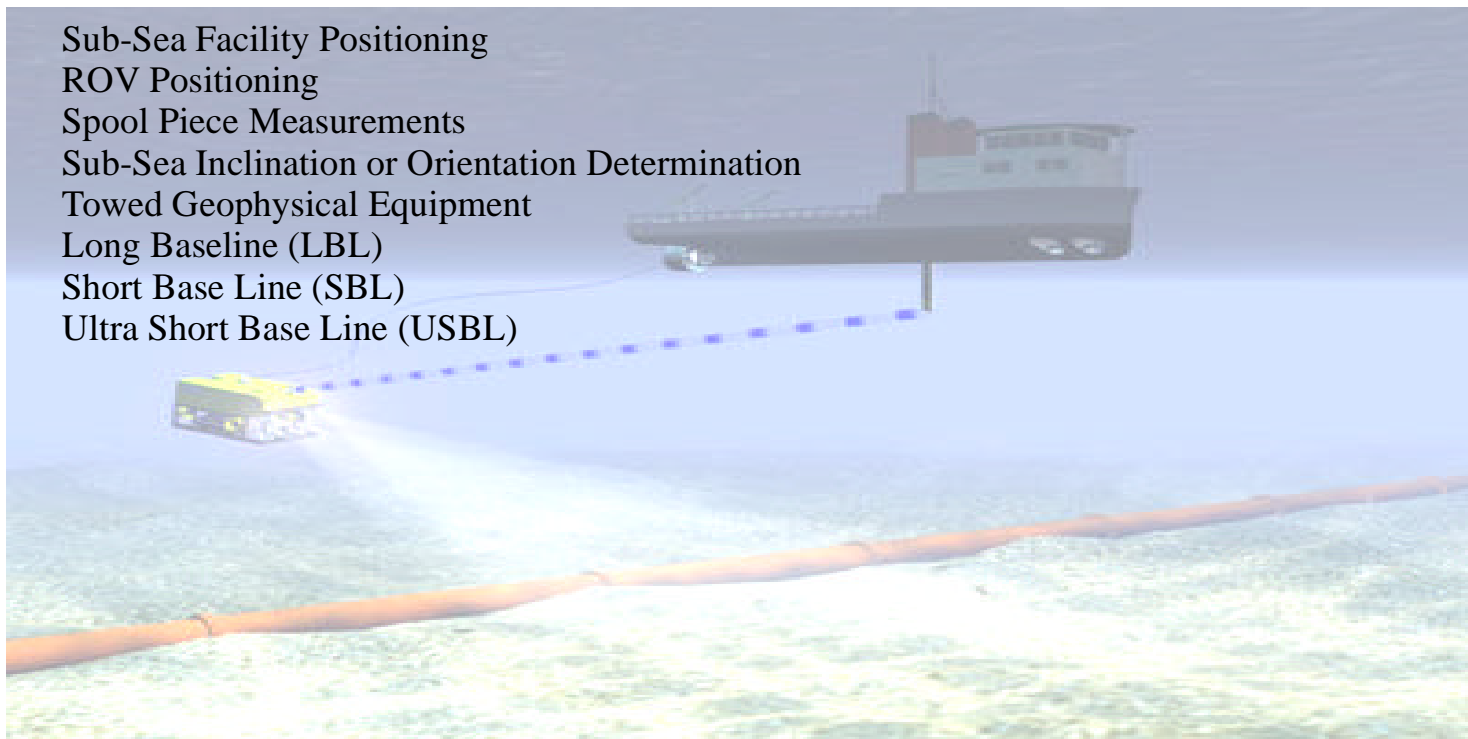 Sub-Sea Facility Positioning
ROV Positioning
Spool Piece Measurements
Sub-Sea Inclination or Orientation Determination
Towed Geophysical Equipment
Long Baseline (LBL)
Short Base Line (SBL)
Ultra Short Base Line (USBL)